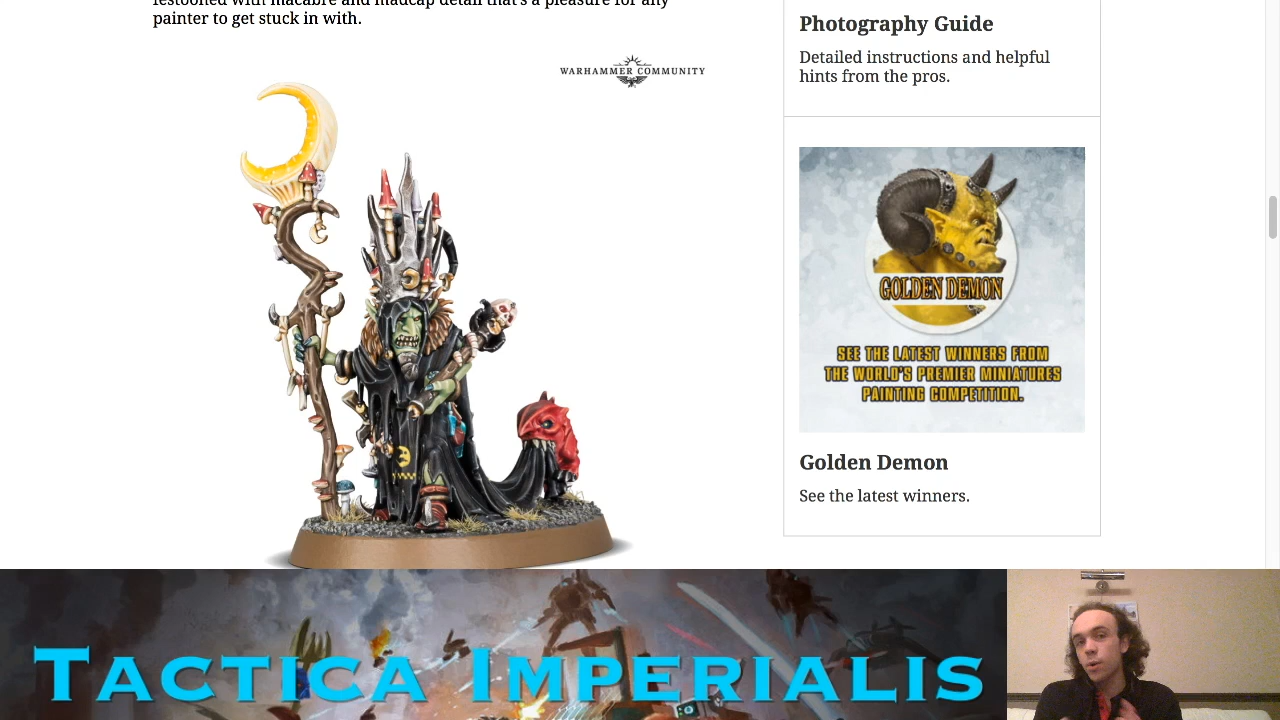 festooned with macabre and madcap detail that's a pleasure for any
painter to get stuck in with.
WARHAMMER COMMUNITY
Photography Guide
Detailed instructions and helpful
hints from the pros.
GOLDEN DEMON
SEE THE LATEST WINNERS FROM
THE WORLD'S PREMIER MINIATURES
PAINTING COMPETITION.
Golden Demon
See the latest winners.
TACTICA IMPERIALIS